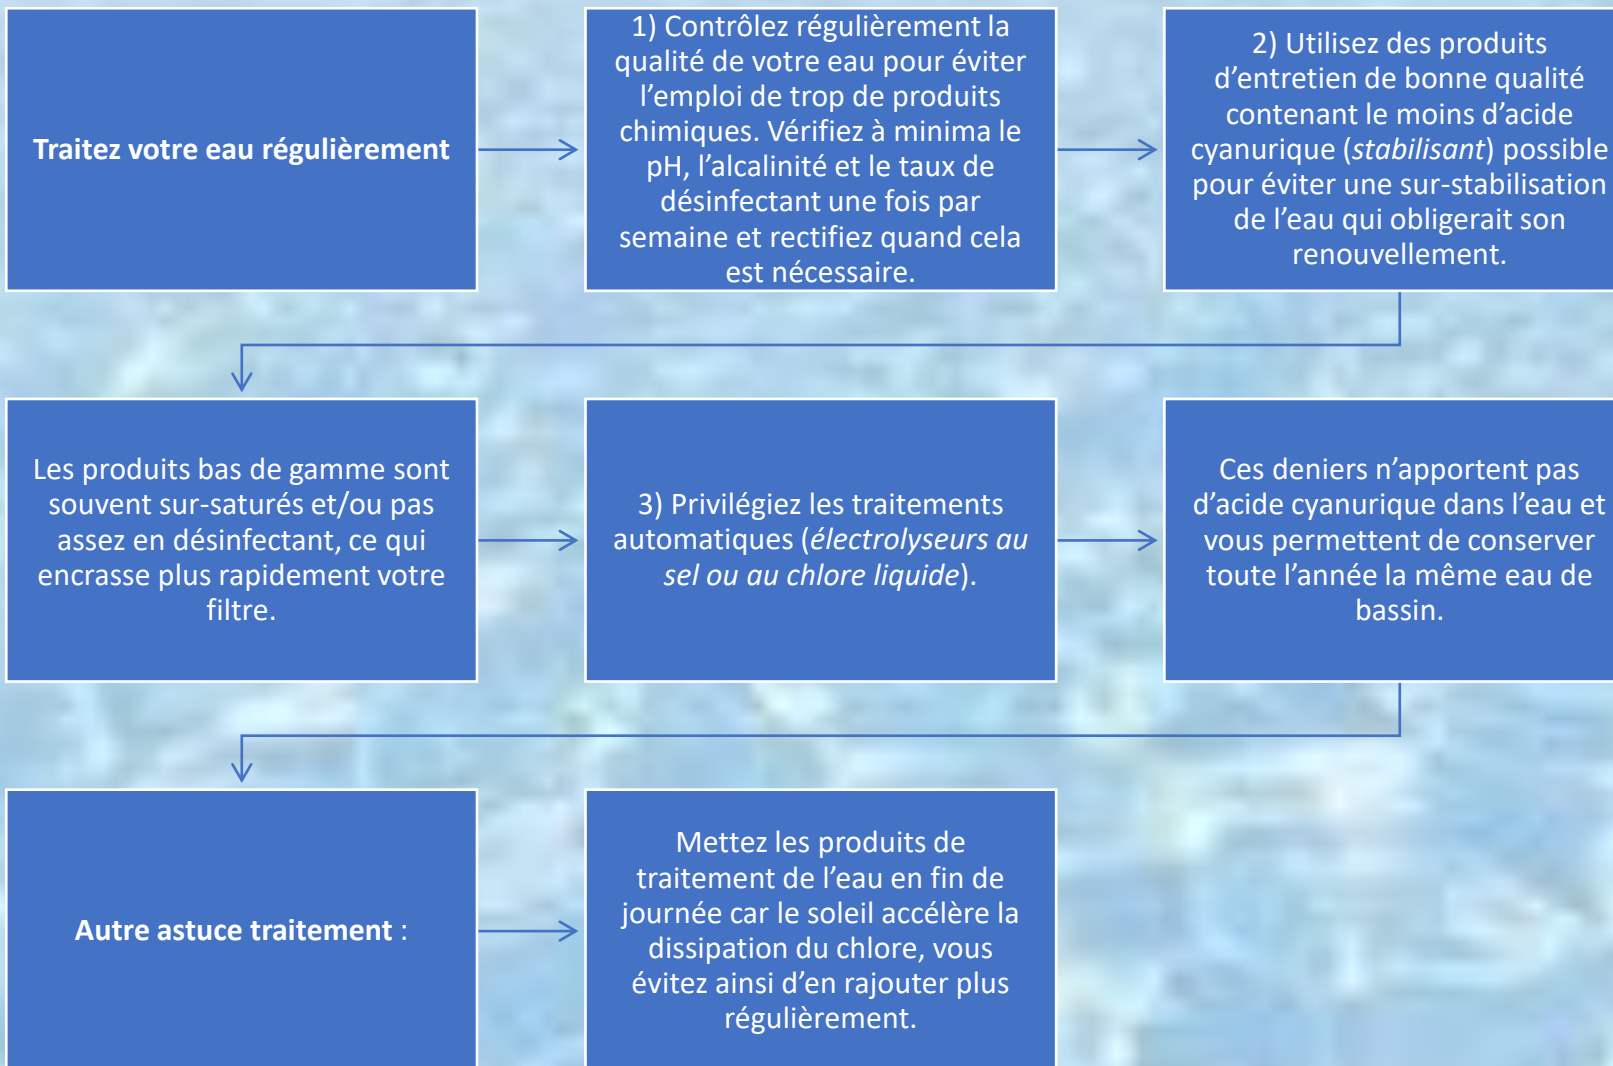 Traitez votre eau régulièrement
1) Contrôlez régulièrement la
qualité de votre eau pour éviter
l’emploi de trop de produits
chimiques. Vérifiez à minima le
pH, l’alcalinité et le taux de
désinfectant une fois par
semaine et rectifiez quand cela
est nécessaire.
2) Utilisez des produits
d’entretien de bonne qualité
contenant le moins d’acide
cyanurique (stabilisant) possible
pour éviter une sur-stabilisation
de l’eau qui obligerait son
renouvellement.
Les produits bas de gamme sont
souvent sur-saturés et/ou pas
assez en désinfectant, ce qui
encrasse plus rapidement votre
filtre.
3) Privilégiez les traitements
automatiques (électrolyseurs au
sel ou au chlore liquide).
Ces deniers n’apportent pas
d’acide cyanurique dans l’eau et
vous permettent de conserver
toute l’année la même eau de
bassin.
Autre astuce traitement :
Mettez les produits de
traitement de l’eau en fin de
journée car le soleil accélère la
dissipation du chlore, vous
évitez ainsi d’en rajouter plus
régulièrement.